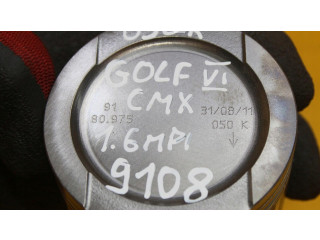 GOLF VI
CMX
91
80.975
31/08/11
050 K
1.6 MPI
9108